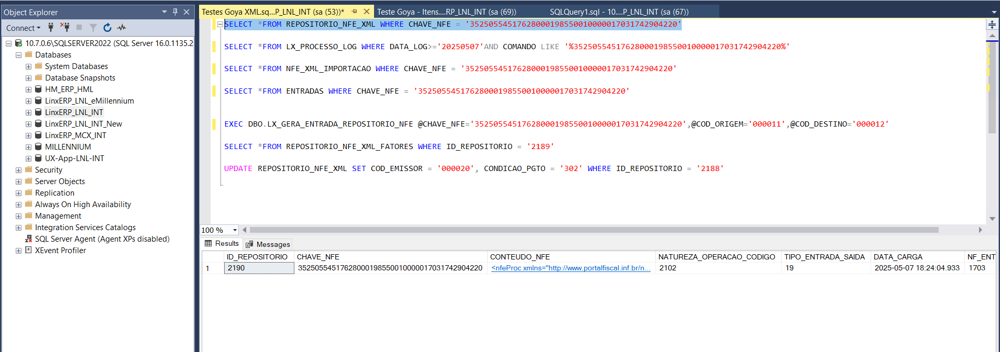 Object Explorer
Connect
10.7.0.6\SQLSERVER2022 (SQL Server 16.0.1135.2
Databases
System Databases
Database Snapshots
HM_ERP_HML
LinxERP_LNL_eMillennium
LinxERP_LNL_INT
LinxERP_LNL_INT_New
LinxERP_MCX_INT
MILLENNIUM
UX-App-LNL-INT
Security
Server Objects
Replication
Always On High Availability
Management
Integration Services Catalogs
SQL Server Agent (Agent XPs disabled)
XEvent Profiler
Testes Goya XML.sq...P_LNL_INT (sa (53))* Teste Goya - Itens....RP_LNL_INT (sa (69)) SQLQuery1.sql - 10....P_LNL_INT (sa (67))
SELECT *FROM REPOSITORIO_NFE_XML WHERE CHAVE_NFE = '35250554517628000198550010000017031742904220'
SELECT *FROM LX_PROCESSO_LOG WHERE DATA_LOG>='20250507'AND COMANDO LIKE '%35250554517628000198550010000017031742904220%'
SELECT *FROM NFE_XML_IMPORTACAO WHERE CHAVE_NFE = '35250554517628000198550010000017031742904220'
SELECT *FROM ENTRADAS WHERE CHAVE_NFE = '35250554517628000198550010000017031742904220'
EXEC DBO.LX_GERA_ENTRADA_REPOSITORIO_NFE @CHAVE_NFE='35250554517628000198550010000017031742904220',@COD_ORIGEM='000011',@COD_DESTINO='000012'
SELECT *FROM REPOSITORIO_NFE_XML_FATORES WHERE ID_REPOSITORIO = '2189'
UPDATE REPOSITORIO_NFE_XML SET COD_EMISSOR = '000020', CONDICAO_PGTO = '302' WHERE ID_REPOSITORIO = '2188'
100 %
Results Messages
ID_REPOSITORIO CHAVE_NFE CONTEUDO_NFE NATUREZA_OPERACAO_CODIGO TIPO_ENTRADA_SAIDA DATA_CARGA NF_ENT
1 2190 35250554517628000198550010000017031742904220 <nfeProc xmlns="http://www.portalfiscal.inf.br/n... 2102 19 2025-05-07 18:24:04.933 1703